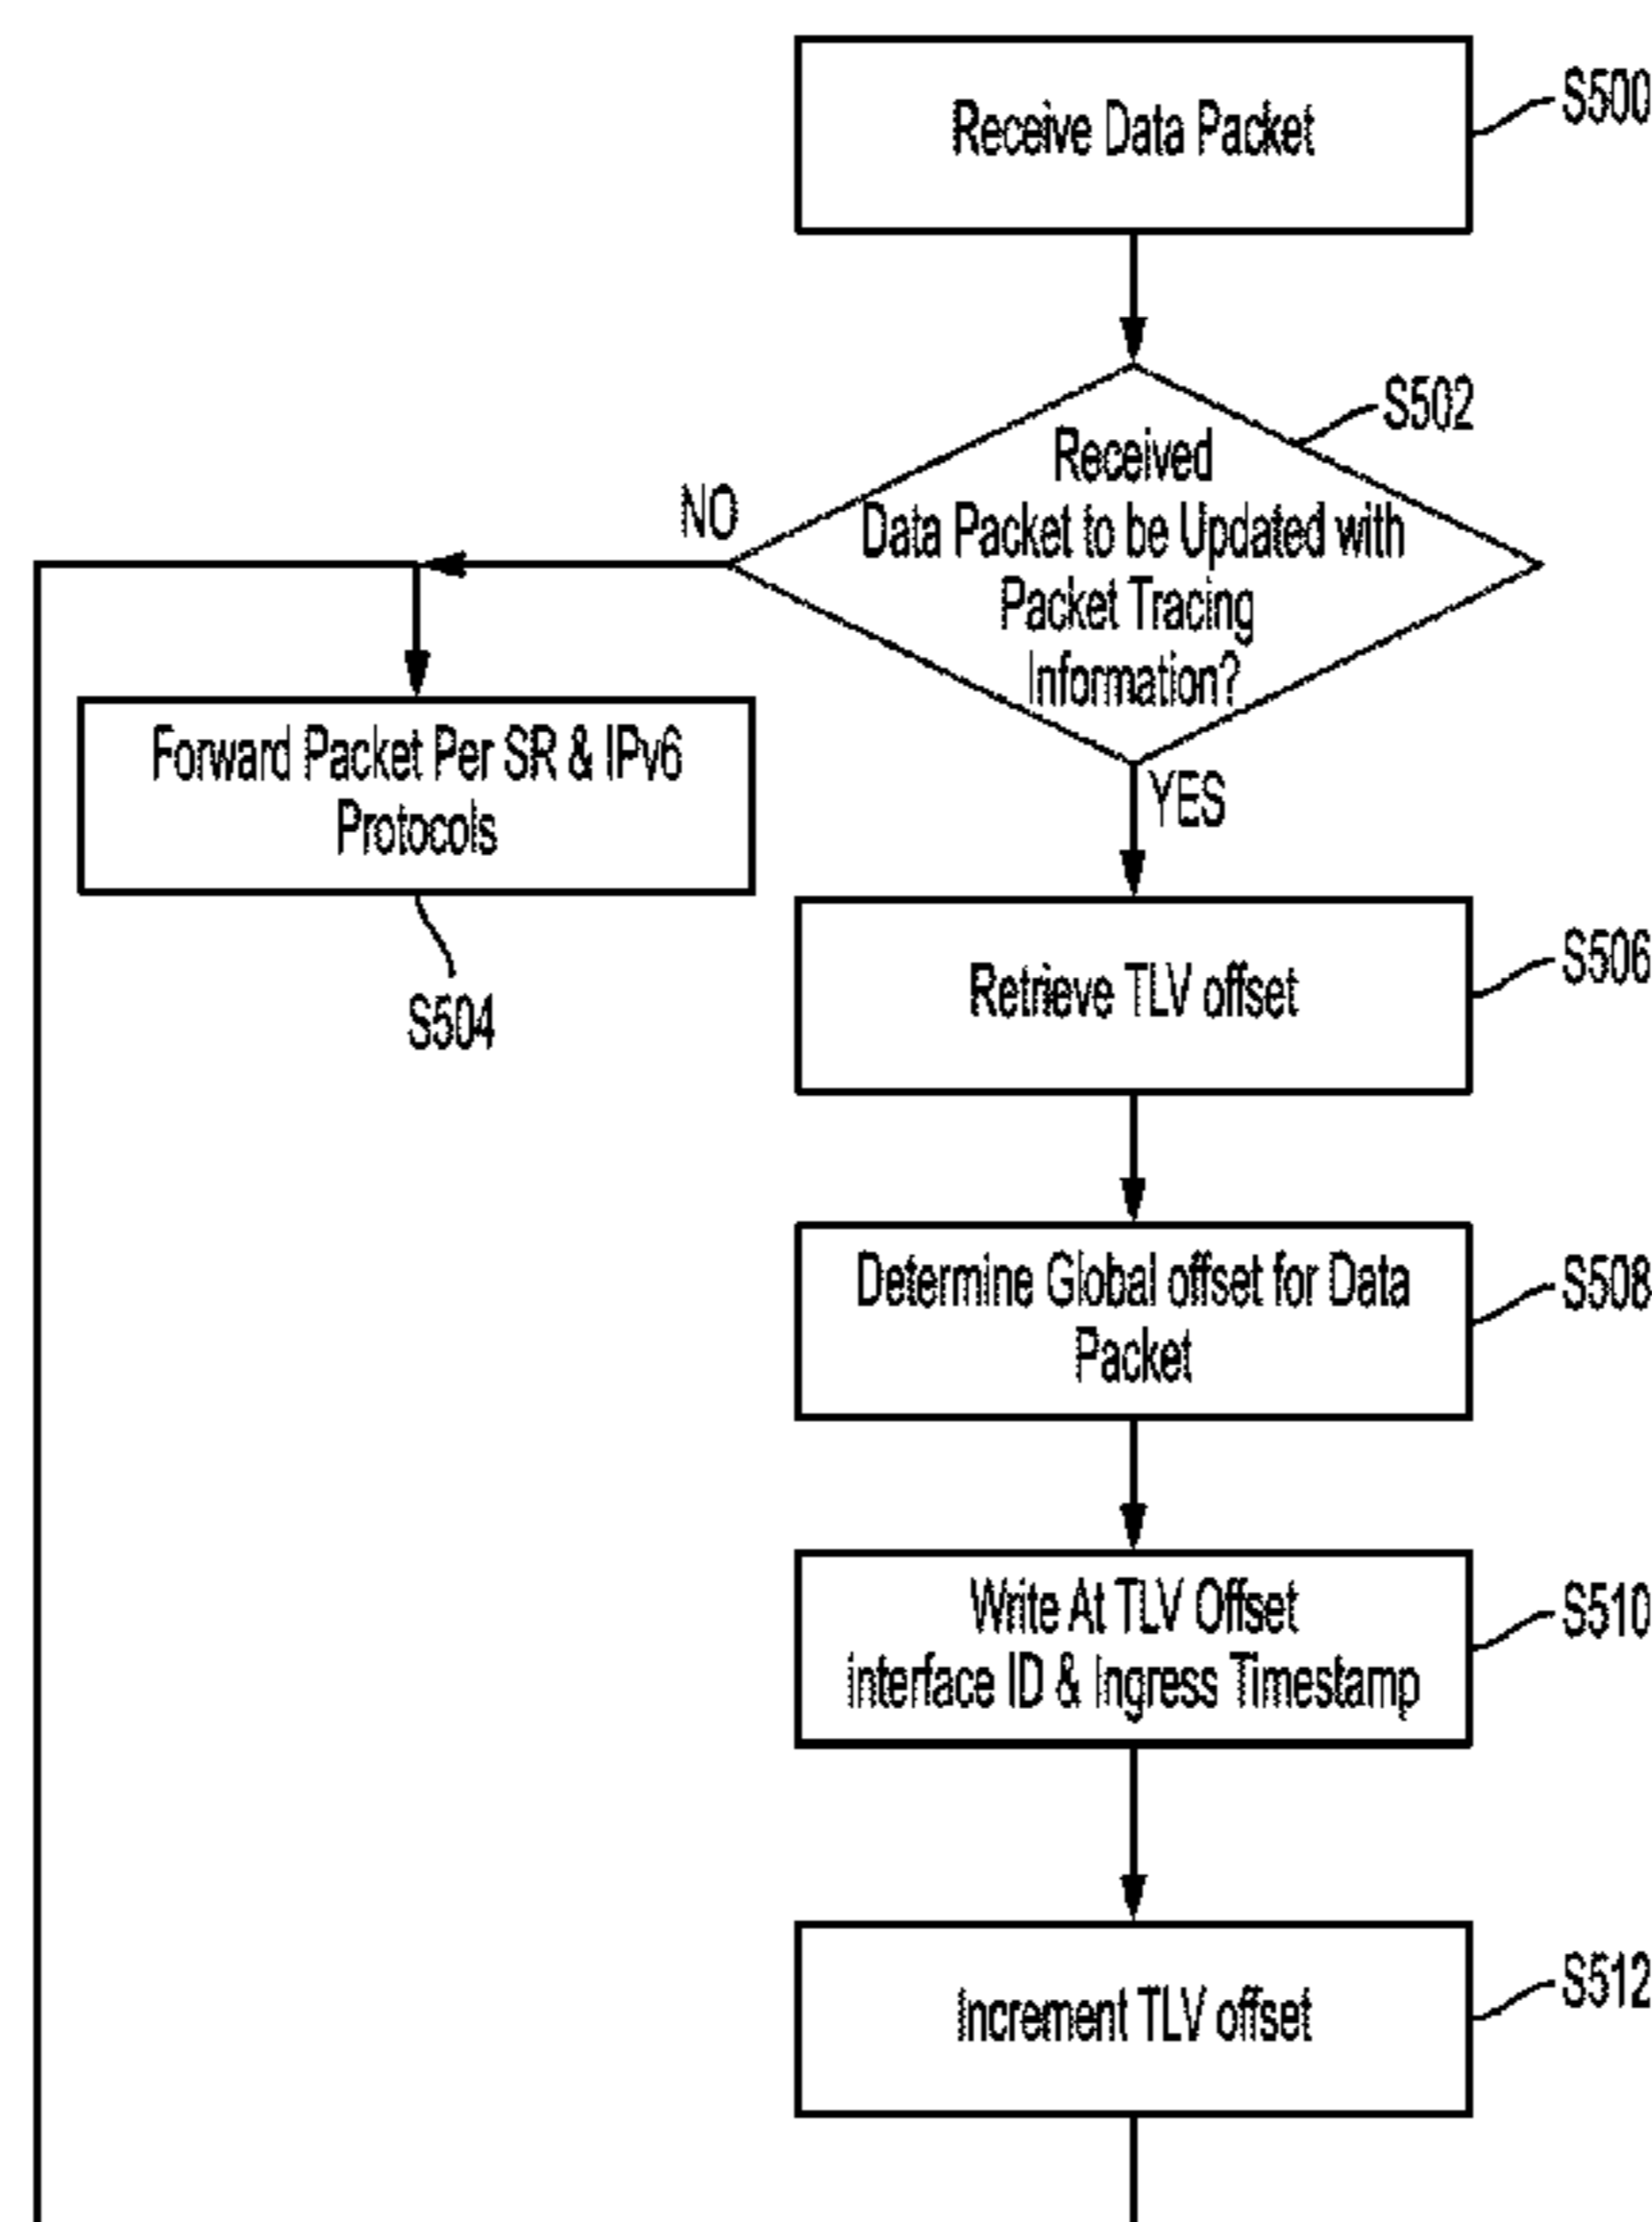 Receive Data Packet
S500
S502
Received
Data Packet to be Updated with
Packet Tracing
Information?
NO
YES
Forward Packet Per SR & IPv6
Protocols
S504
Retrieve TLV offset
S506
Determine Global offset for Data
Packet
S508
Write At TLV Offset
interface ID & Ingress Timestamp
S510
Increment TLV offset
S512